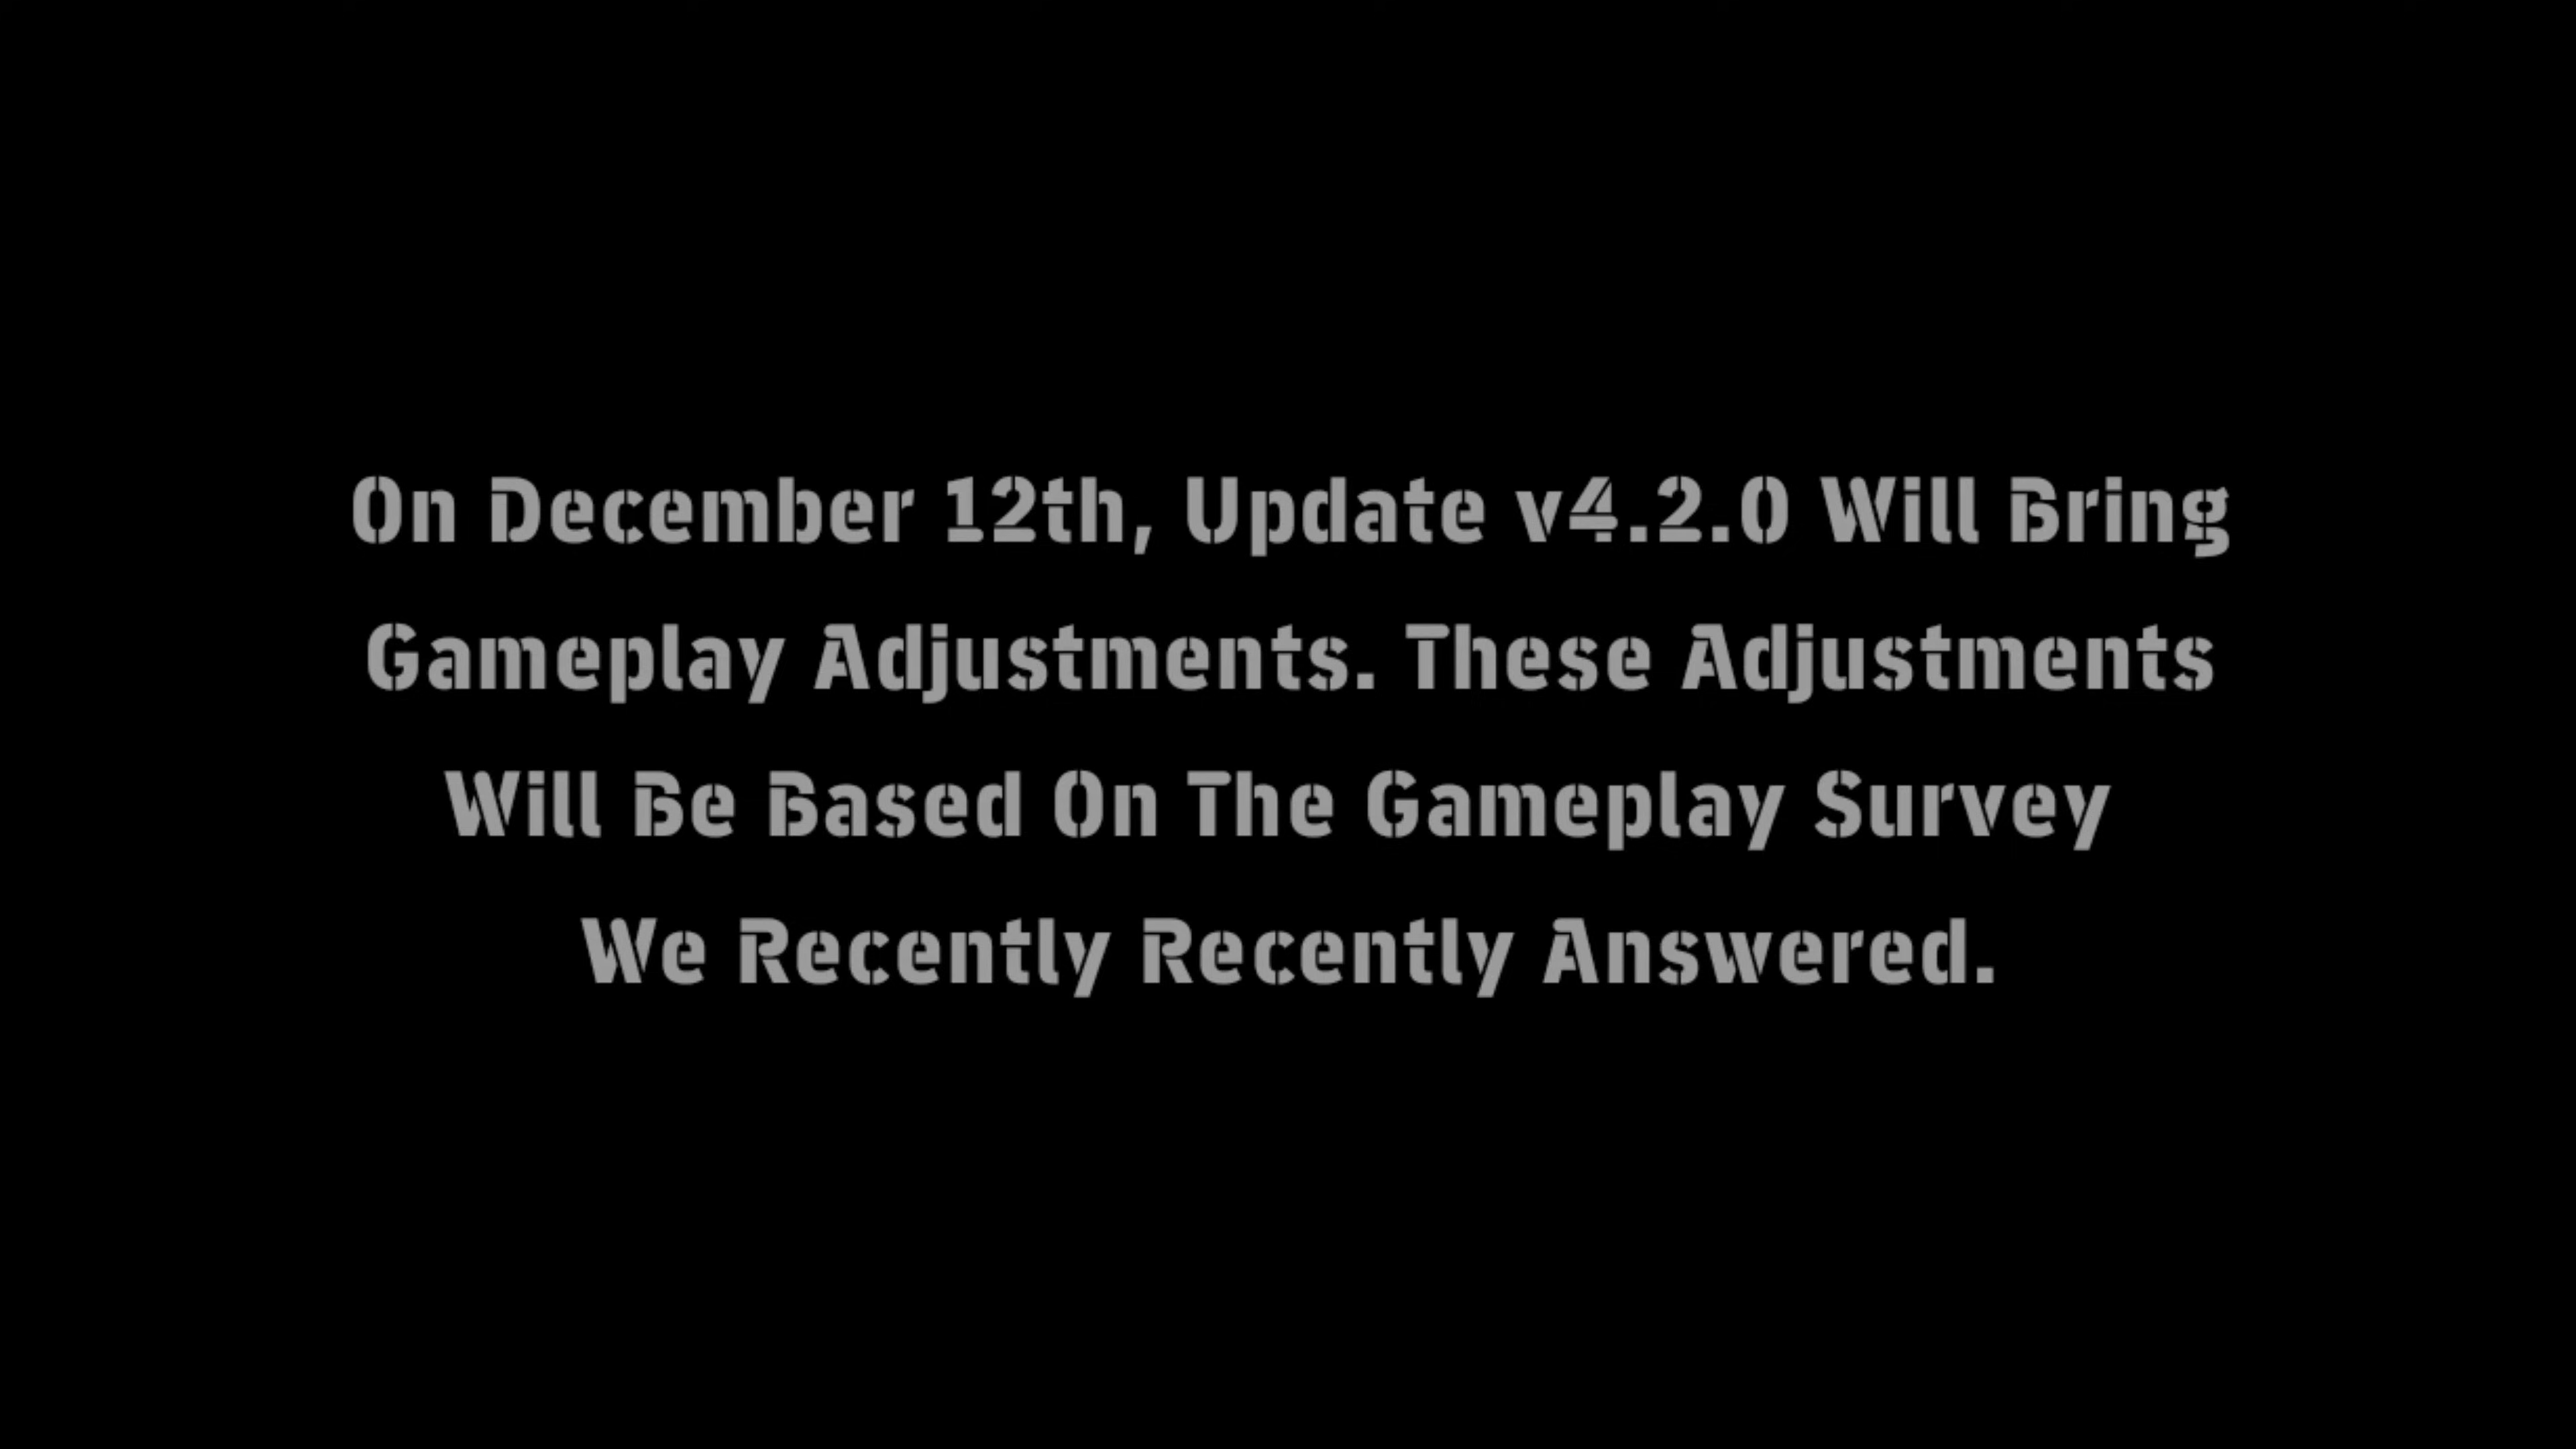 On December 12th, Update v4.2.0 Will Bring
Gameplay Adjustments. These Adjustments
Will Be Based On The Gameplay Survey
We Recently Recently Answered.